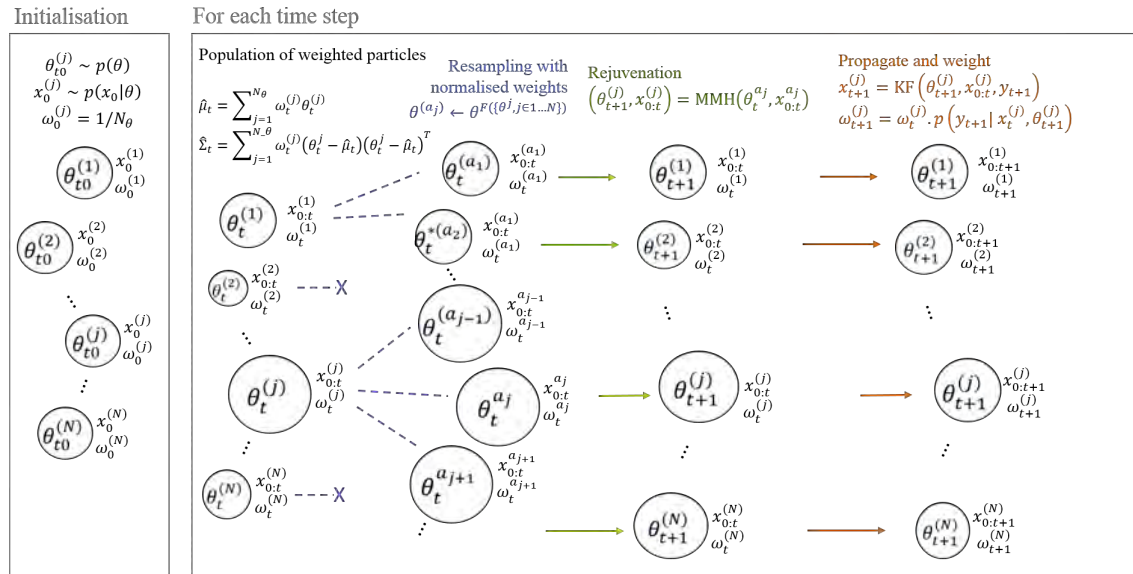 Initialisation
θ_{t0}^{(j)} ~ p(θ)
x_0^{(j)} ~ p(x_0|θ)
ω_0^{(j)} = 1/N_θ
θ_{t0}^{(1)} x_0^{(1)} ω_0^{(1)}
θ_{t0}^{(2)} x_0^{(2)} ω_0^{(2)}
...
θ_{t0}^{(j)} x_0^{(j)} ω_0^{(j)}
...
θ_{t0}^{(N)} x_0^{(N)} ω_0^{(N)}
For each time step
Population of weighted particles
μ̂_t = ∑_{j=1}^{N_θ} ω_t^{(j)} θ_t^{(j)}
Σ̂_t = ∑_{j=1}^{N_θ} ω_t^{(j)} (θ_t^j − μ̂_t)(θ_t^j − μ̂_t)^T
θ_t^{(1)} x_{0:t}^{(1)} ω_t^{(1)}
θ_t^{(2)} x_{0:t}^{(2)} ω_t^{(2)} X
...
θ_t^{(j)} x_{0:t}^{(j)} ω_t^{(j)}
...
θ_t^{(N)} x_{0:t}^{(N)} ω_t^{(N)} X
Resampling with
normalised weights
θ^{(a_j)} ← θ^{F({θ^j, j∈1…N})}
θ_t^{(a_1)} x_{0:t}^{(a_1)} ω_t^{(a_1)}
θ_t^{*(a_2)} x_{0:t}^{(a_1)} ω_t^{(a_1)}
...
θ_t^{(a_{j−1})} x_{0:t}^{a_{j−1}} ω_t^{a_{j−1}}
θ_t^{a_j} x_{0:t}^{a_j} ω_t^{a_j}
θ_t^{a_{j+1}} x_{0:t}^{a_{j+1}} ω_t^{a_{j+1}}
...
Rejuvenation
(θ_{t+1}^{(j)}, x_{0:t}^{(j)}) = MMH(θ_t^{a_j}, x_{0:t}^{a_j})
θ_{t+1}^{(1)} x_{0:t}^{(1)} ω_t^{(1)}
θ_{t+1}^{(2)} x_{0:t}^{(2)} ω_t^{(2)}
...
θ_{t+1}^{(j)} x_{0:t}^{(j)} ω_t^{(j)}
...
θ_{t+1}^{(N)} x_{0:t}^{(N)} ω_t^{(N)}
Propagate and weight
x_{t+1}^{(j)} = KF(θ_{t+1}^{(j)}, x_{0:t}^{(j)}, y_{t+1})
ω_{t+1}^{(j)} = ω_t^{(j)}. p(y_{t+1}| x_t^{(j)}, θ_{t+1}^{(j)})
θ_{t+1}^{(1)} x_{0:t+1}^{(1)} ω_{t+1}^{(1)}
θ_{t+1}^{(2)} x_{0:t+1}^{(2)} ω_{t+1}^{(2)}
...
θ_{t+1}^{(j)} x_{0:t+1}^{(j)} ω_{t+1}^{(j)}
...
θ_{t+1}^{(N)} x_{0:t+1}^{(N)} ω_{t+1}^{(N)}